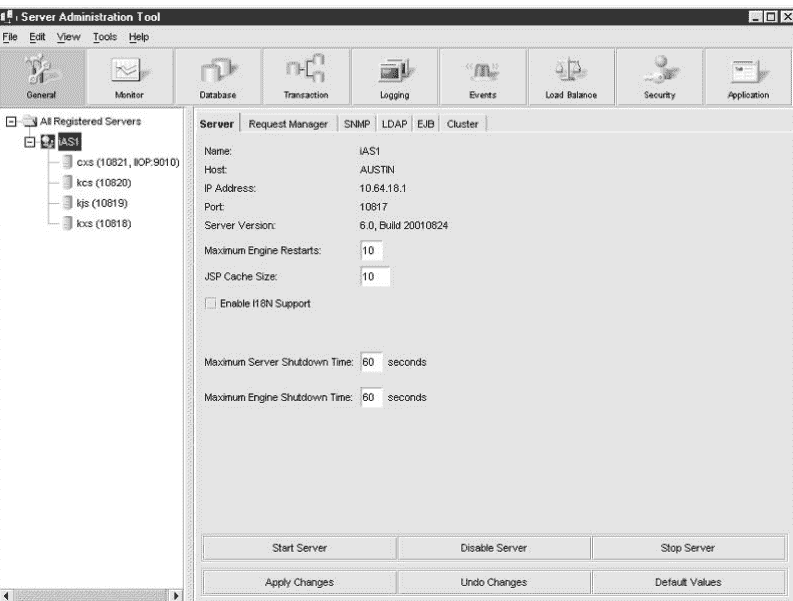 Server Administration Tool
File Edit View Tools Help
General Monitor Database Transaction Logging Events Load Balance Security Application
All Registered Servers
iAS1
cxs (10821, IIOP:9010)
kcs (10820)
kjs (10819)
kxs (10818)
Server Request Manager SNMP LDAP EJB Cluster
Name: iAS1
Host: AUSTIN
IP Address: 10.64.18.1
Port: 10817
Server Version: 6.0, Build 20010824
Maximum Engine Restarts: 10
JSP Cache Size: 10
Enable I18N Support
Maximum Server Shutdown Time: 60 seconds
Maximum Engine Shutdown Time: 60 seconds
Start Server Disable Server Stop Server
Apply Changes Undo Changes Default Values